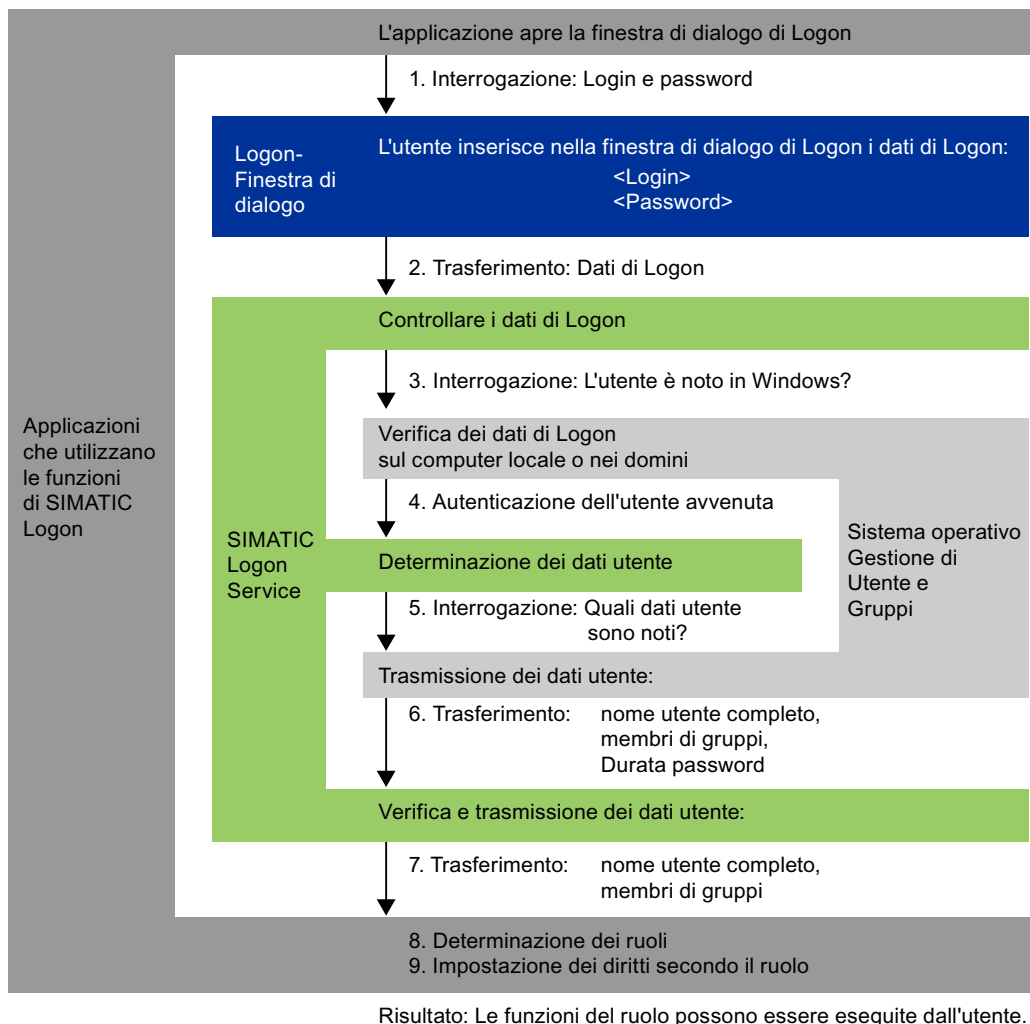 L'applicazione apre la finestra di dialogo di Logon
1. Interrogazione: Login e password
Logon-
Finestra di
dialogo
L'utente inserisce nella finestra di dialogo di Logon i dati di Logon:
<Login>
<Password>
2. Trasferimento: Dati di Logon
Controllare i dati di Logon
3. Interrogazione: L'utente è noto in Windows?
Applicazioni
che utilizzano
le funzioni
di SIMATIC
Logon
Verifica dei dati di Logon
sul computer locale o nei domini
4. Autenticazione dell'utente avvenuta
SIMATIC
Logon
Service
Determinazione dei dati utente
Sistema operativo
Gestione di
Utente e
Gruppi
5. Interrogazione: Quali dati utente
sono noti?
Trasmissione dei dati utente:
6. Trasferimento: nome utente completo,
membri di gruppi,
Durata password
Verifica e trasmissione dei dati utente:
7. Trasferimento: nome utente completo,
membri di gruppi
8. Determinazione dei ruoli
9. Impostazione dei diritti secondo il ruolo
Risultato: Le funzioni del ruolo possono essere eseguite dall'utente.